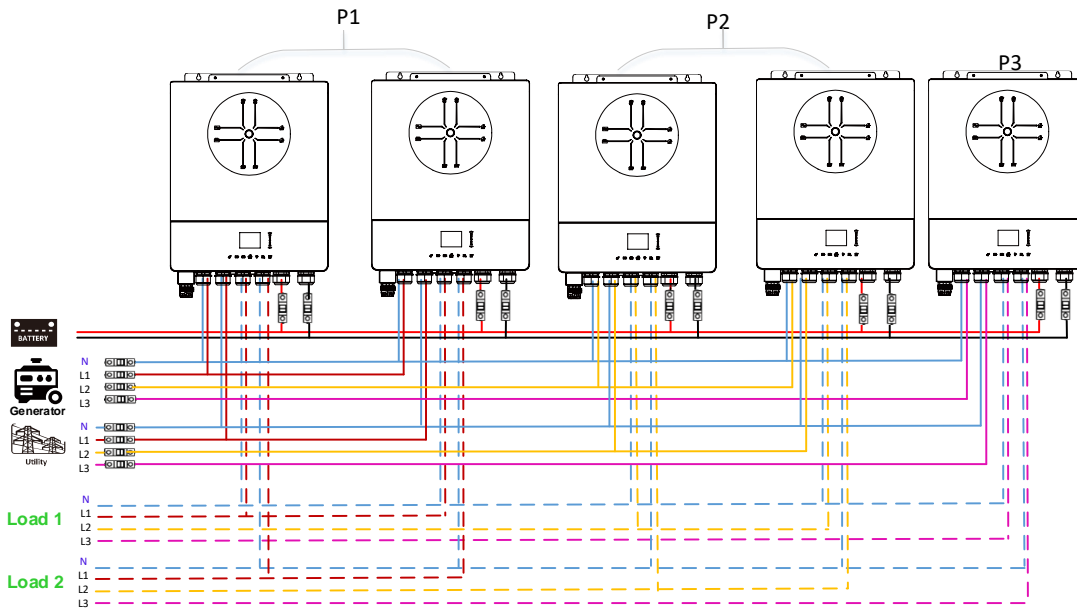 P1
P2
P3
BATTERY
N
L1
L2
L3
Generator
N
L1
L2
L3
Utility
N
L1
L2
L3
Load 1
N
L1
L2
L3
Load 2